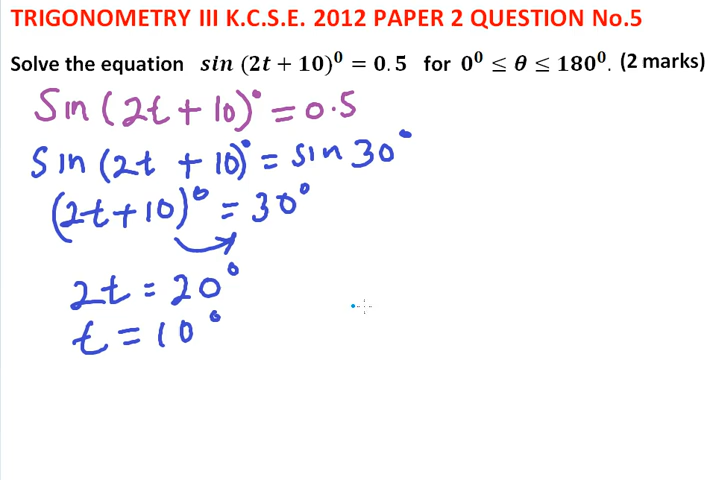 TRIGONOMETRY III K.C.S.E. 2012 PAPER 2 QUESTION No.5
Solve the equation sin (2t + 10)⁰ = 0.5 for 0⁰ ≤ θ ≤ 180⁰. (2 marks)
Sin (2t + 10)° = 0.5
Sin (2t + 10)° = sin 30°
(2t + 10)° = 30°
2t = 20°
t = 10°